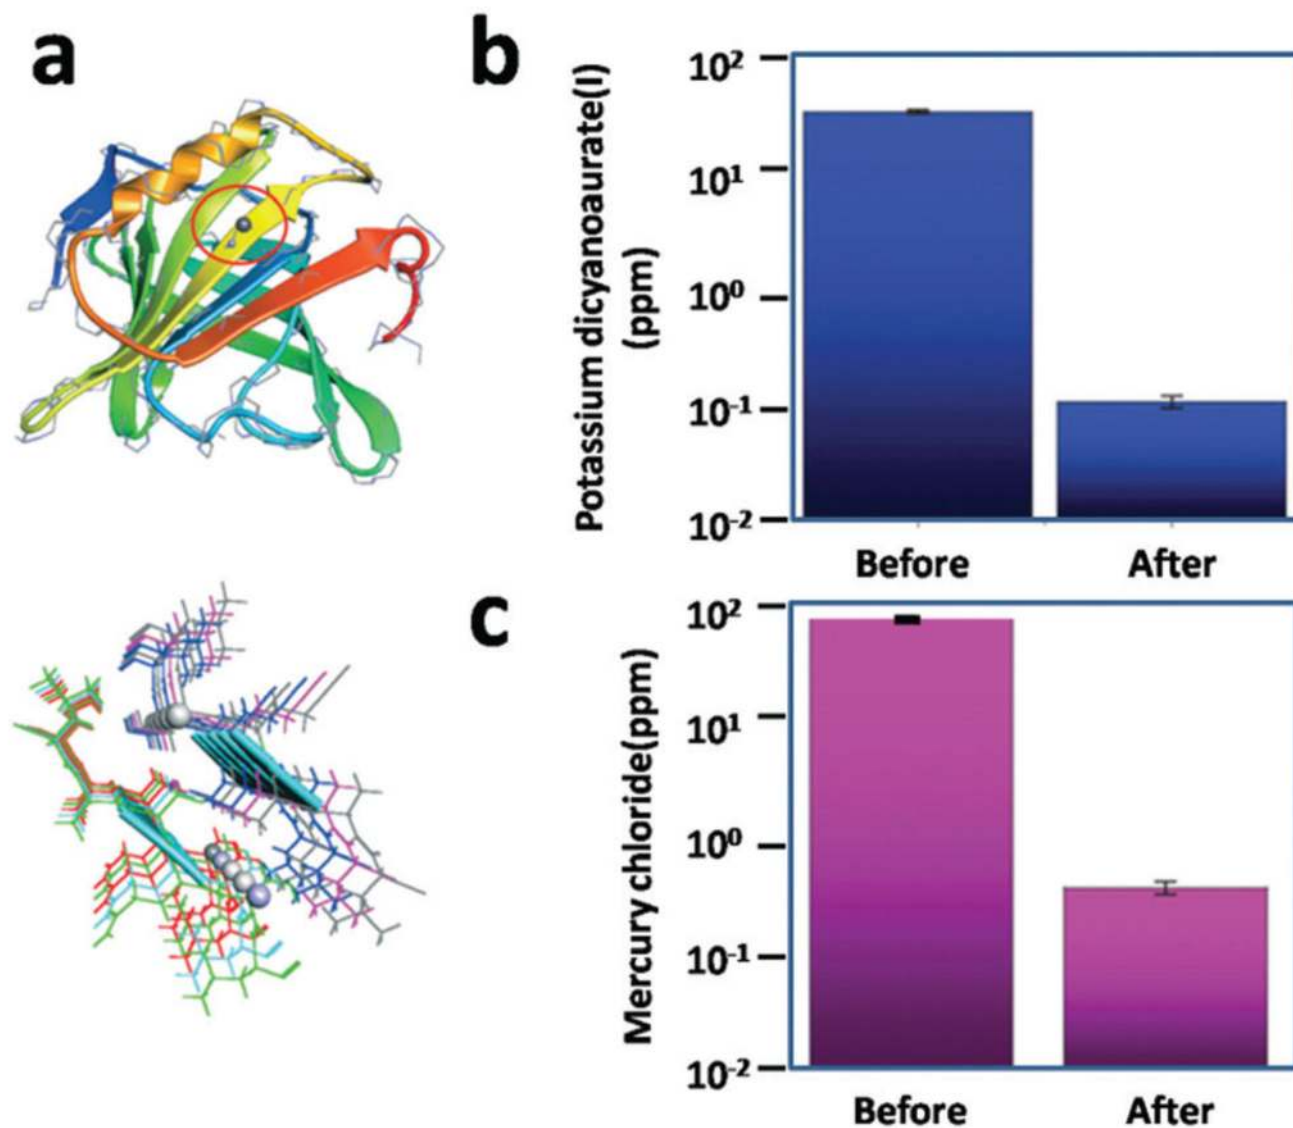 a
b
Potassium dicyanoaurate(I)
(ppm)
10²
10¹
10⁰
10⁻¹
10⁻²
Before After
c
Mercury chloride(ppm)
10²
10¹
10⁰
10⁻¹
10⁻²
Before After